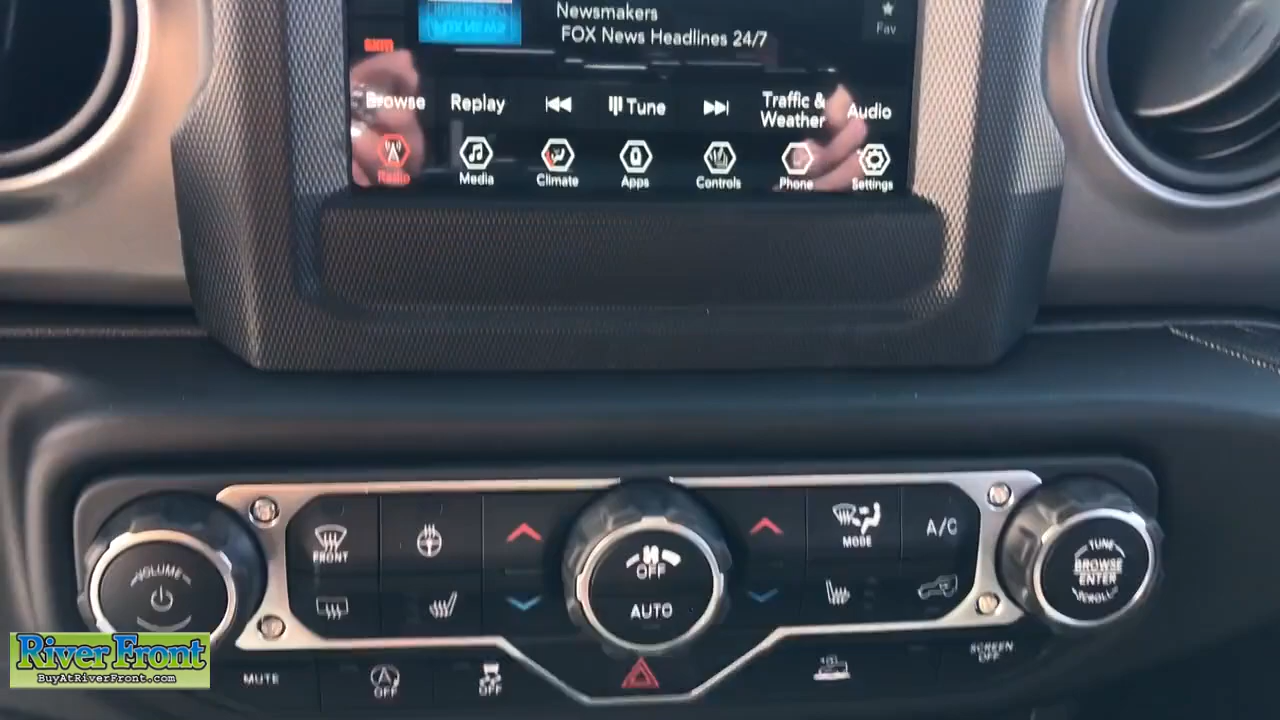 Newsmakers
FOX News Headlines 24/7
Fav
Browse
Replay
Tune
Traffic &
Weather
Audio
Radio
Media
Climate
Apps
Controls
Phone
Settings
VOLUME
FRONT
OFF
AUTO
MODE
A/C
TUNE
BROWSE
ENTER
SCROLL
MUTE
OFF
OFF
SCREEN
OFF
River Front
BuyAtRiverFront.com